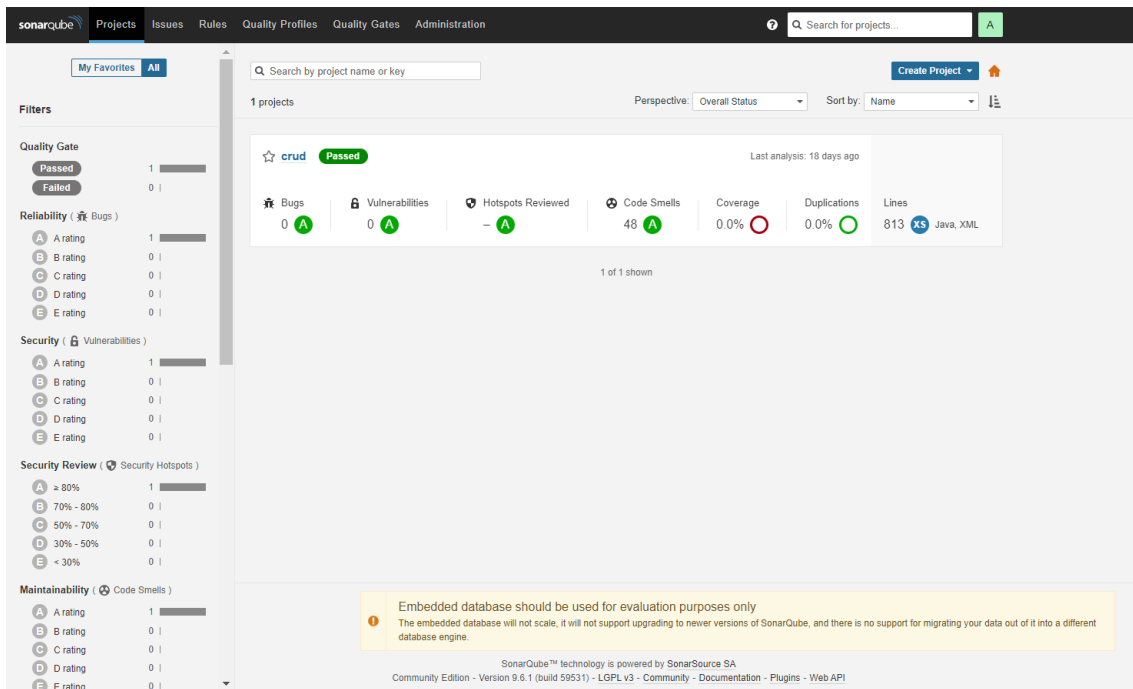 sonarqube Projects Issues Rules Quality Profiles Quality Gates Administration ? Search for projects... A
My Favorites All
Filters
Quality Gate
Passed 1
Failed 0
Reliability ( Bugs )
A A rating 1
B B rating 0
C C rating 0
D D rating 0
E E rating 0
Security ( Vulnerabilities )
A A rating 1
B B rating 0
C C rating 0
D D rating 0
E E rating 0
Security Review ( Security Hotspots )
A ≥ 80% 1
B 70% - 80% 0
C 50% - 70% 0
D 30% - 50% 0
E < 30% 0
Maintainability ( Code Smells )
A A rating 1
B B rating 0
C C rating 0
D D rating 0
E E rating 0
Search by project name or key Create Project
1 projects Perspective: Overall Status Sort by: Name
crud Passed Last analysis: 18 days ago
Bugs Vulnerabilities Hotspots Reviewed Code Smells Coverage Duplications Lines
0 A 0 A – A 48 A 0.0% 0.0% 813 XS Java, XML
1 of 1 shown
Embedded database should be used for evaluation purposes only
The embedded database will not scale, it will not support upgrading to newer versions of SonarQube, and there is no support for migrating your data out of it into a different
database engine.
SonarQube™ technology is powered by SonarSource SA
Community Edition - Version 9.6.1 (build 59531) - LGPL v3 - Community - Documentation - Plugins - Web API